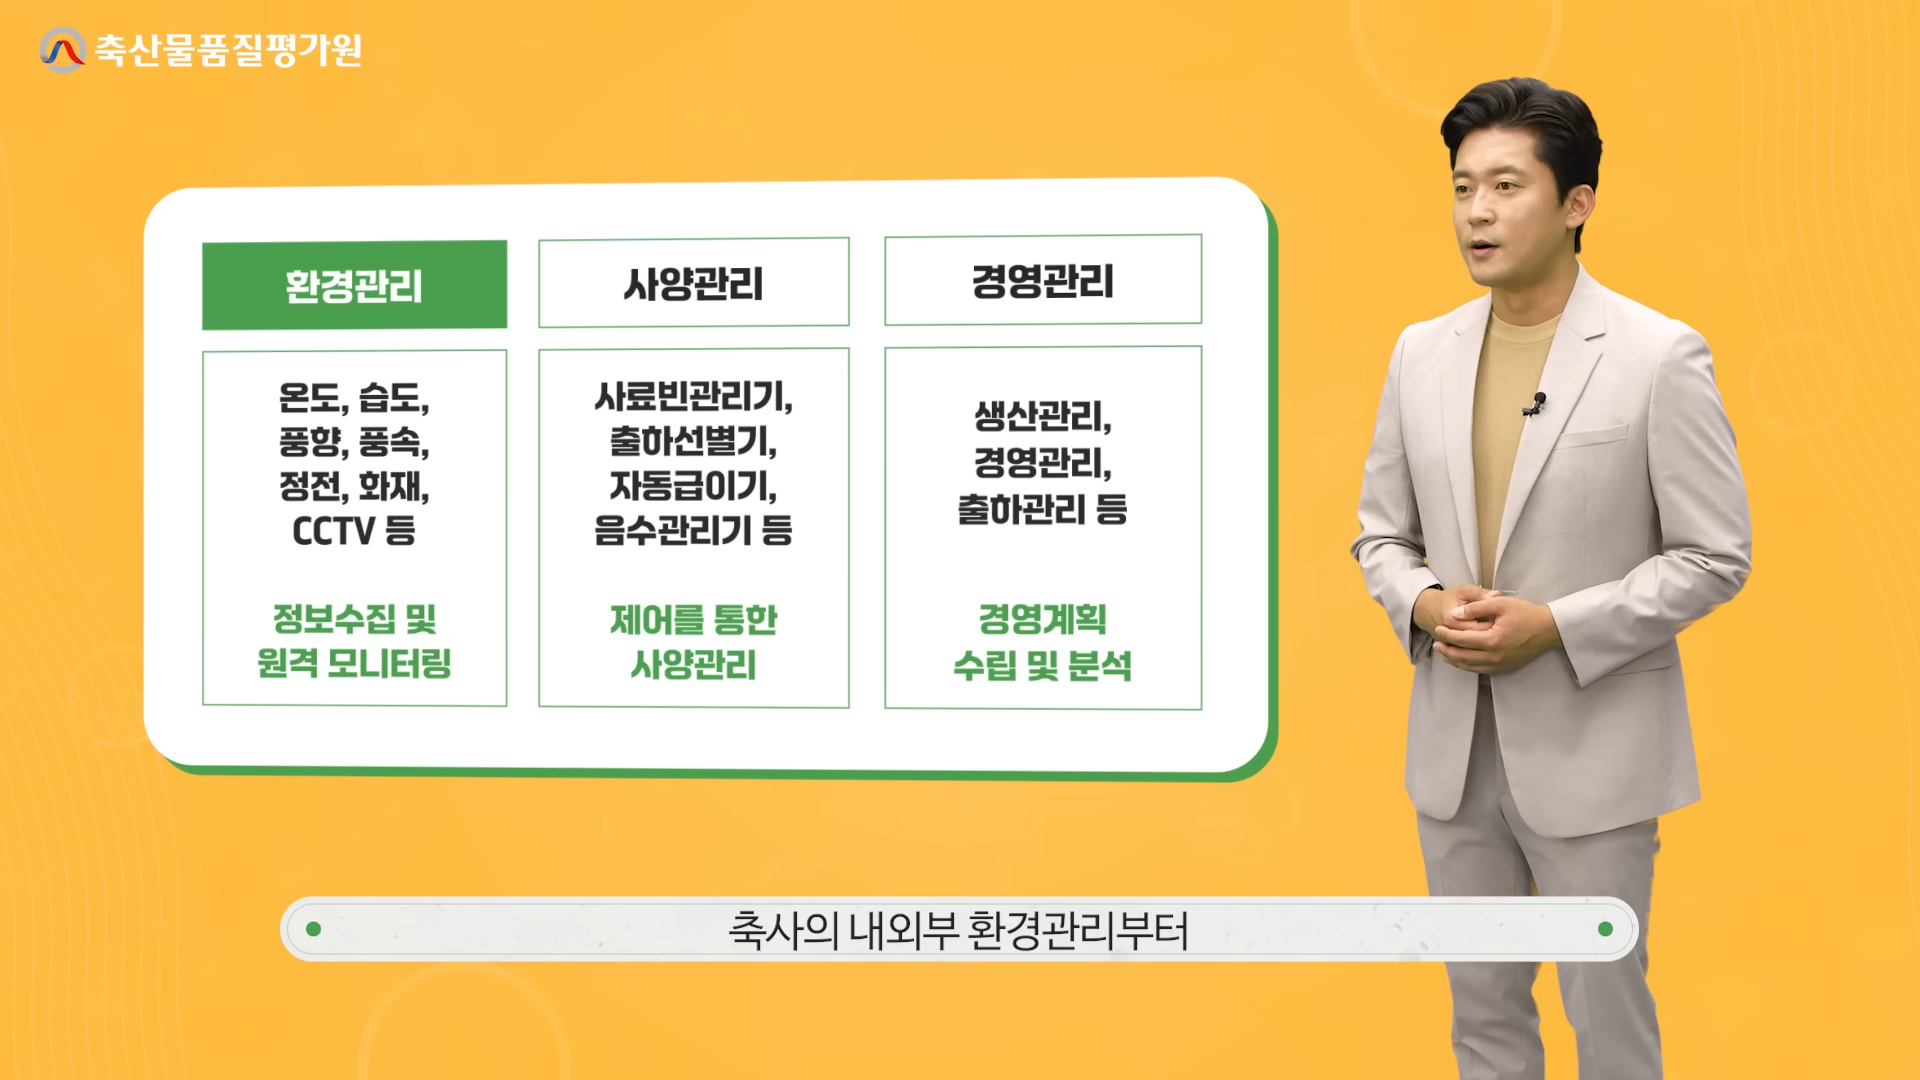 축산물품질평가원
환경관리
온도, 습도,
풍향, 풍속,
정전, 화재,
CCTV 등
정보수집 및
원격 모니터링
사양관리
사료빈관리기,
출하선별기,
자동급이기,
음수관리기 등
제어를 통한
사양관리
경영관리
생산관리,
경영관리,
출하관리 등
경영계획
수립 및 분석
축사의 내외부 환경관리부터